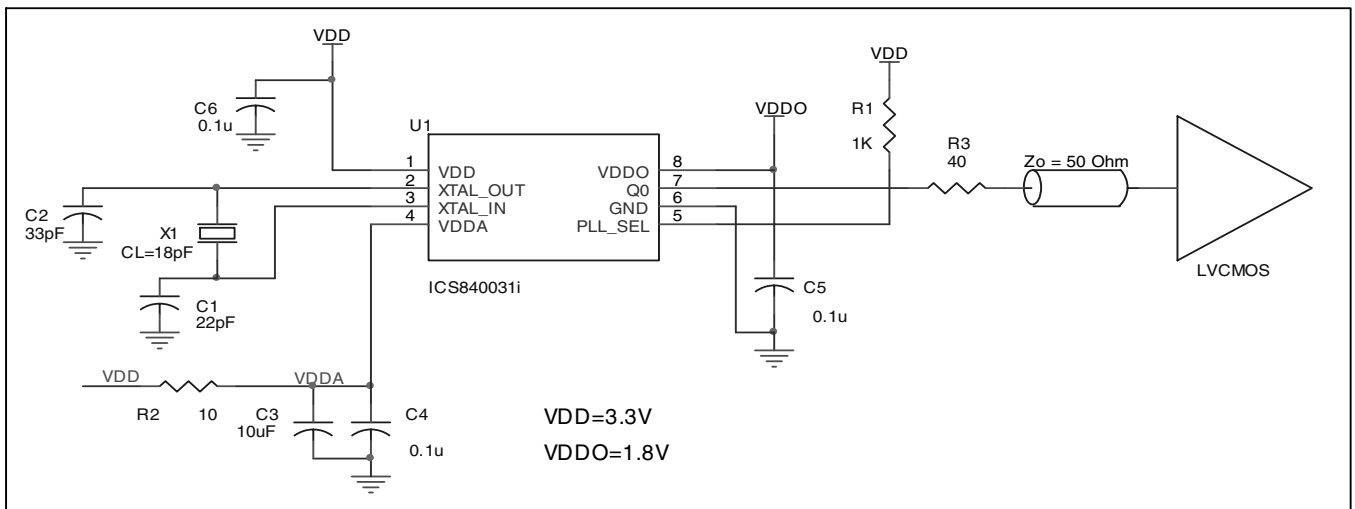 VDD
C6
0.1u
U1
1
2
3
4
VDD
XTAL_OUT
XTAL_IN
VDDA
VDDO
Q0
GND
PLL_SEL
8
7
6
5
ICS840031i
C2
33pF
X1
CL=18pF
C1
22pF
VDD
VDDA
R2
10
C3
10uF
C4
0.1u
VDD=3.3V
VDDO=1.8V
VDDO
C5
0.1u
VDD
R1
1K
R3
40
Zo = 50 Ohm
LVCMOS